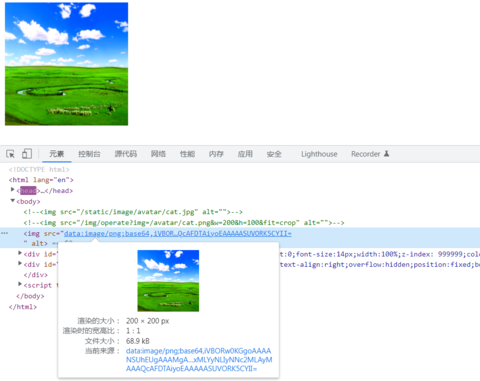 元素 控制台 源代码 网络 性能 内存 应用 安全 Lighthouse Recorder
<!DOCTYPE html>
<html lang="en">
<head>…</head>
<body>
<!--<img src="/static/image/avatar/cat.jpg" alt="">-->
<!--<img src="/img/operate?img=/avatar/cat.png&w=200&h=100&fit=crop" alt="">-->
<img src="data:image/png;base64,iVBOR…QcAFDTAiyoEAAAAASUVORK5CYII=
" alt>
<div id=" t:0;font-size:14px;width:100%;z-index: 999999;col
<div id=" text-align:right;overflow:hidden;position:fixed;bo
</div>
<script t
</body>
</html>
渲染的大小： 200 × 200 px
渲染时的宽高比： 1∶1
文件大小： 68.9 kB
当前来源： data:image/png;base64,iVBORw0KGgoAAAA
NSUhEUgAAAMgA…xMLYyNLJyNNc2MLAyM
AAAQcAFDTAiyoEAAAAASUVORK5CYII=